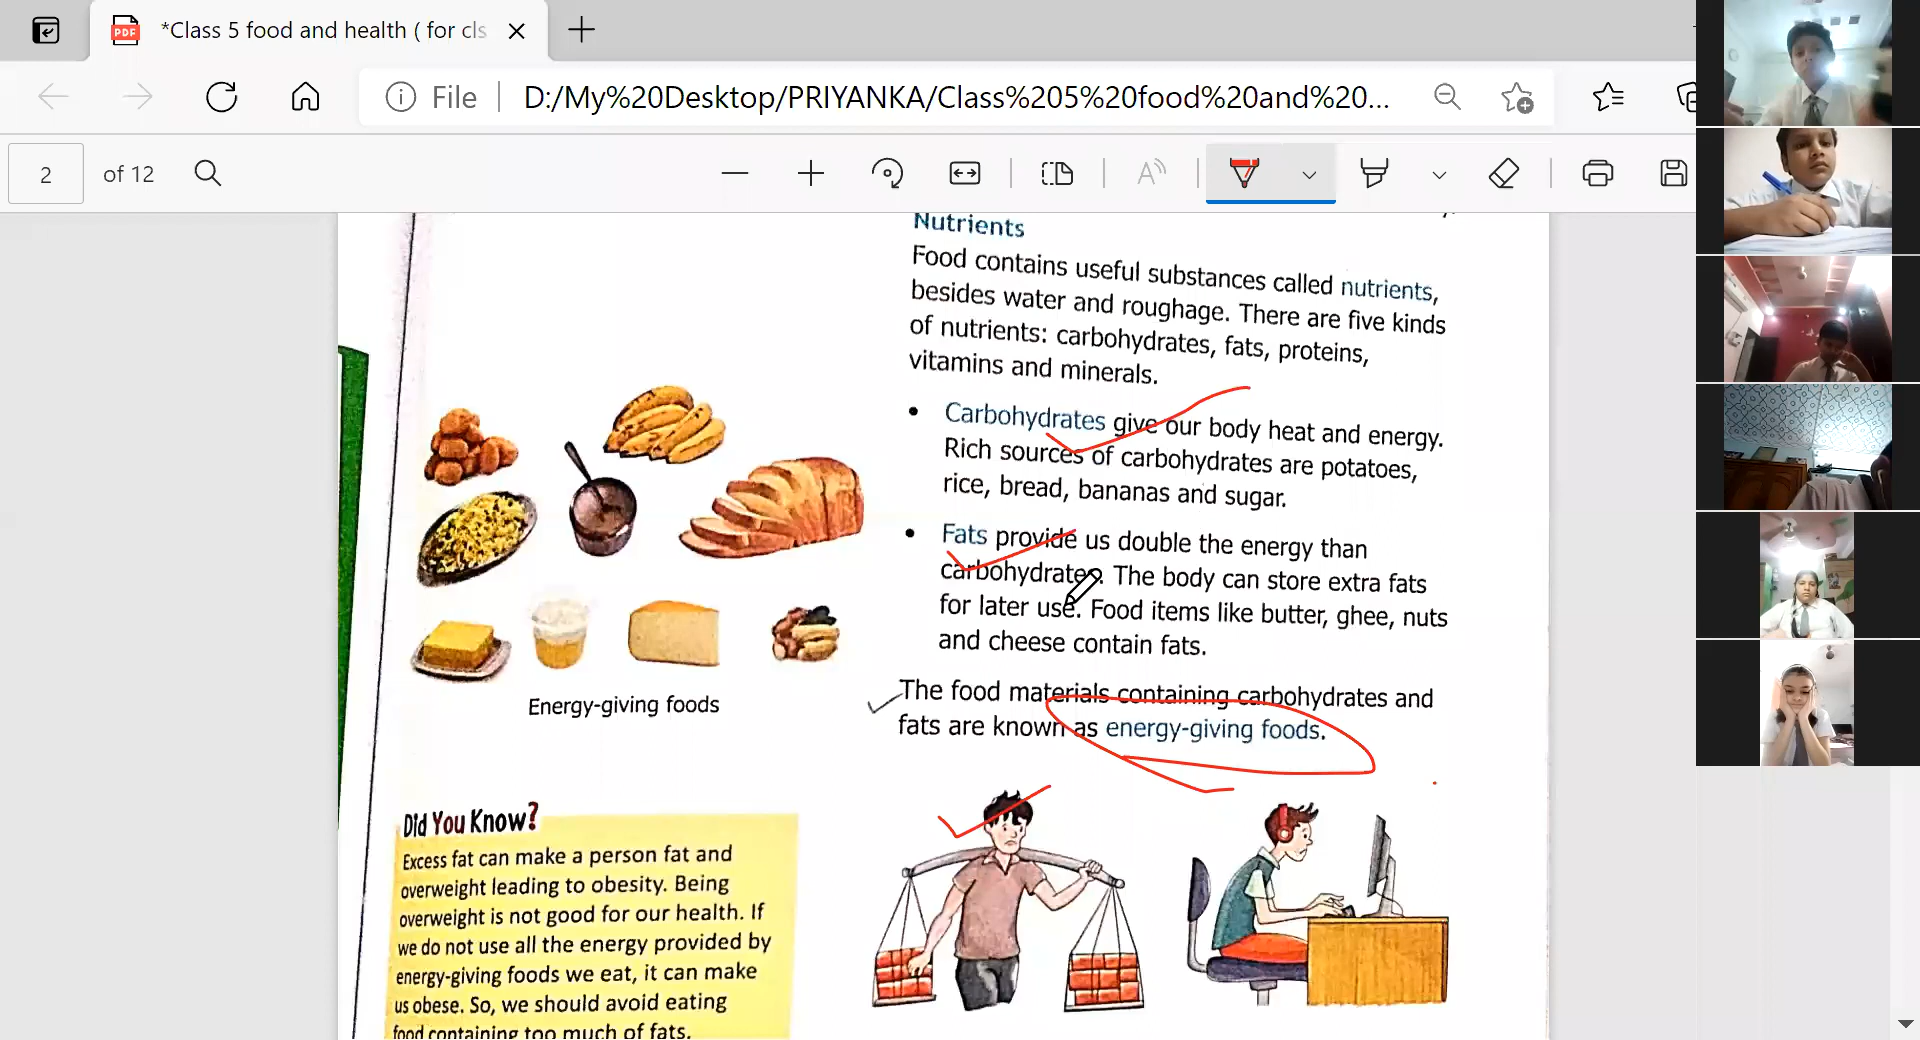 *Class 5 food and health ( for cls
File
D:/My%20Desktop/PRIYANKA/Class%205%20food%20and%20...
2
of 12
Nutrients
Food contains useful substances called nutrients,
besides water and roughage. There are five kinds
of nutrients: carbohydrates, fats, proteins,
vitamins and minerals.
• Carbohydrates give our body heat and energy.
Rich sources of carbohydrates are potatoes,
rice, bread, bananas and sugar.
• Fats provide us double the energy than
carbohydrates. The body can store extra fats
for later use. Food items like butter, ghee, nuts
and cheese contain fats.
The food materials containing carbohydrates and
fats are known as energy-giving foods.
Energy-giving foods
Did You Know?
Excess fat can make a person fat and
overweight leading to obesity. Being
overweight is not good for our health. If
we do not use all the energy provided by
energy-giving foods we eat, it can make
us obese. So, we should avoid eating
food containing too much of fats.